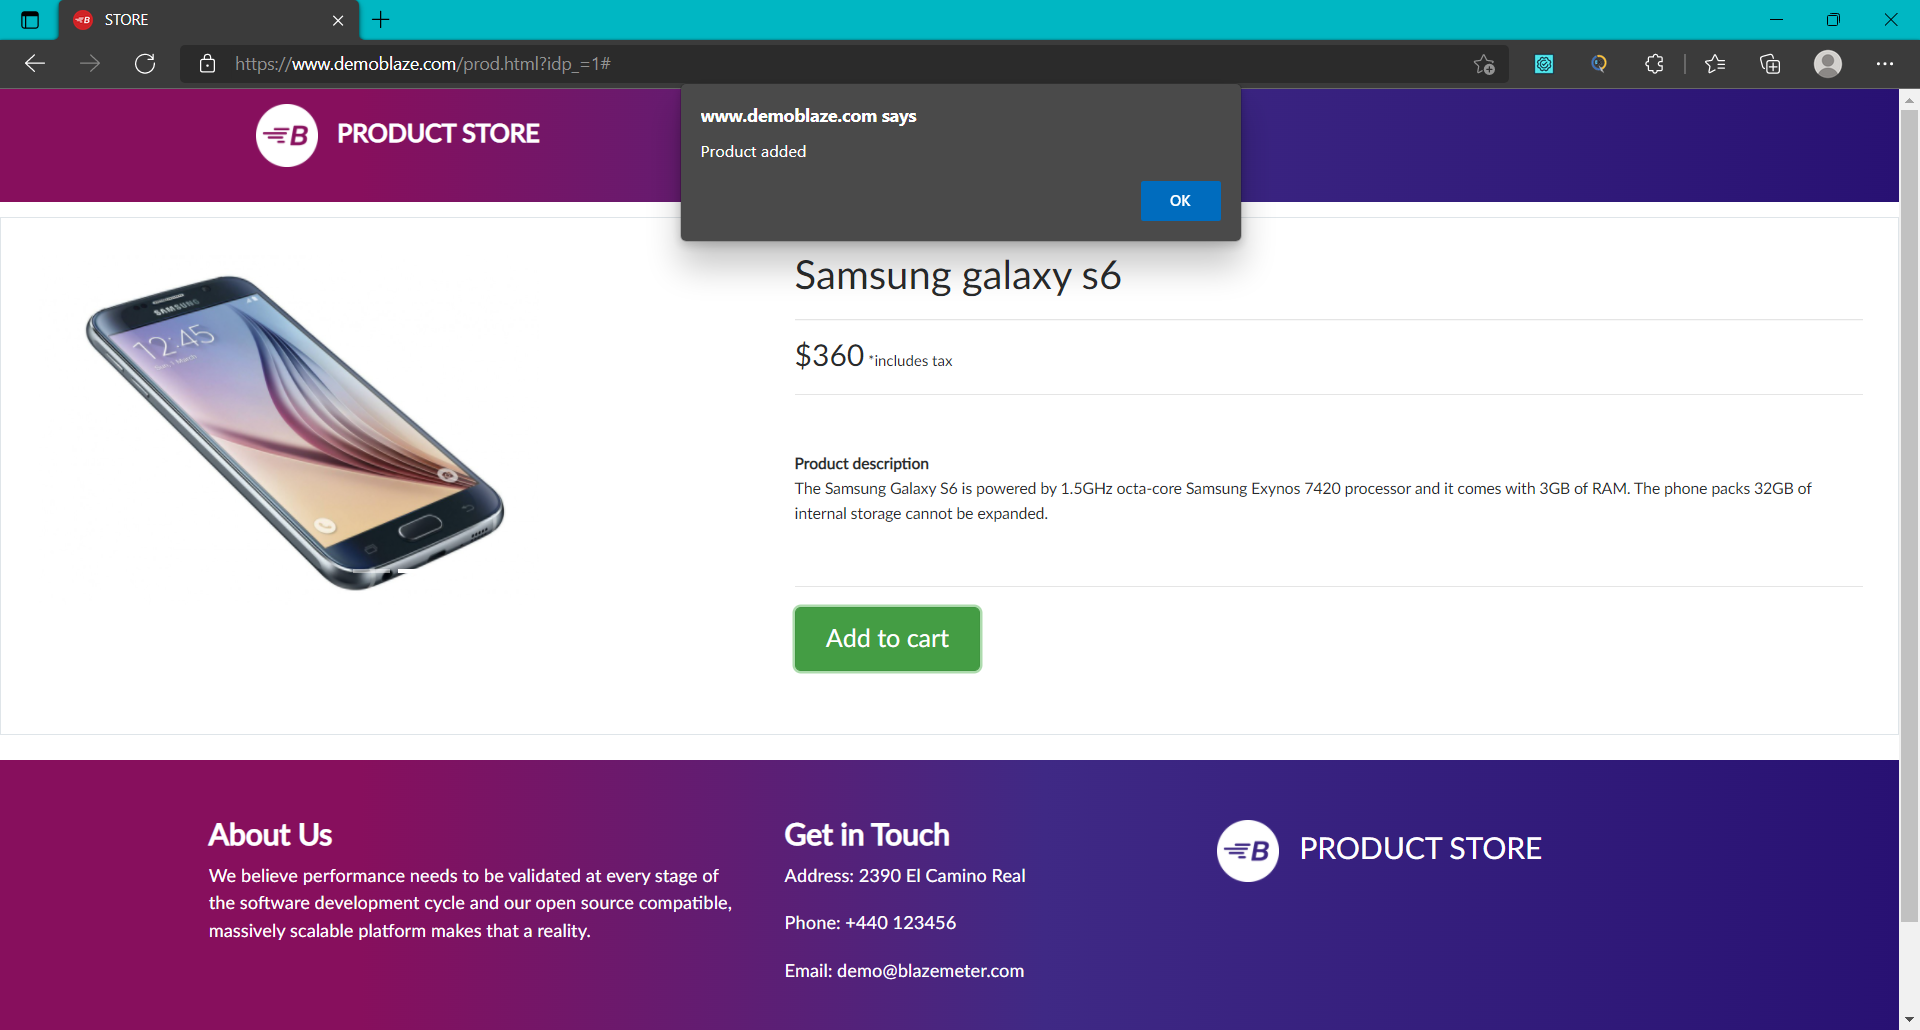 STORE
https://www.demoblaze.com/prod.html?idp_=1#
www.demoblaze.com says
Product added
OK
B PRODUCT STORE
SAMSUNG
12:45
Samsung galaxy s6
$360 *includes tax
Product description
The Samsung Galaxy S6 is powered by 1.5GHz octa-core Samsung Exynos 7420 processor and it comes with 3GB of RAM. The phone packs 32GB of
internal storage cannot be expanded.
Add to cart
About Us
We believe performance needs to be validated at every stage of
the software development cycle and our open source compatible,
massively scalable platform makes that a reality.
Get in Touch
Address: 2390 El Camino Real
Phone: +440 123456
Email: demo@blazemeter.com
B PRODUCT STORE